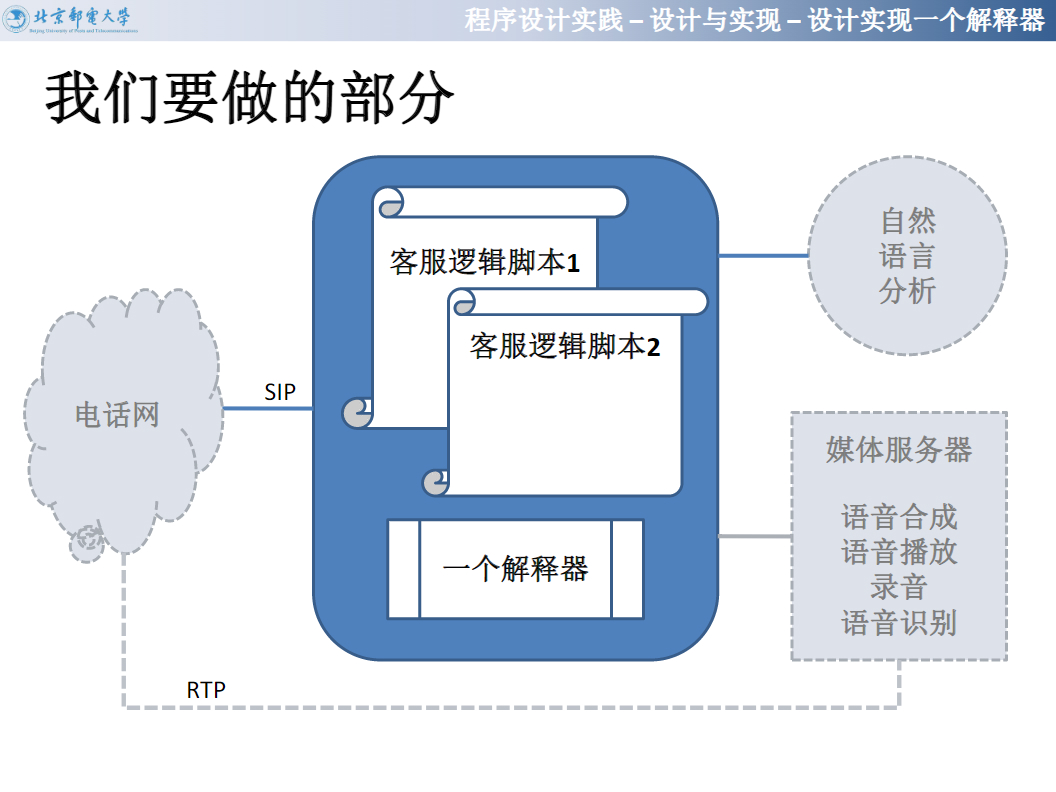 北京郵電大學
Beijing University of Posts and Telecommunications
程序设计实践 – 设计与实现 – 设计实现一个解释器
我们要做的部分
客服逻辑脚本1
客服逻辑脚本2
一个解释器
电话网
SIP
RTP
自然
语言
分析
媒体服务器
语音合成
语音播放
录音
语音识别